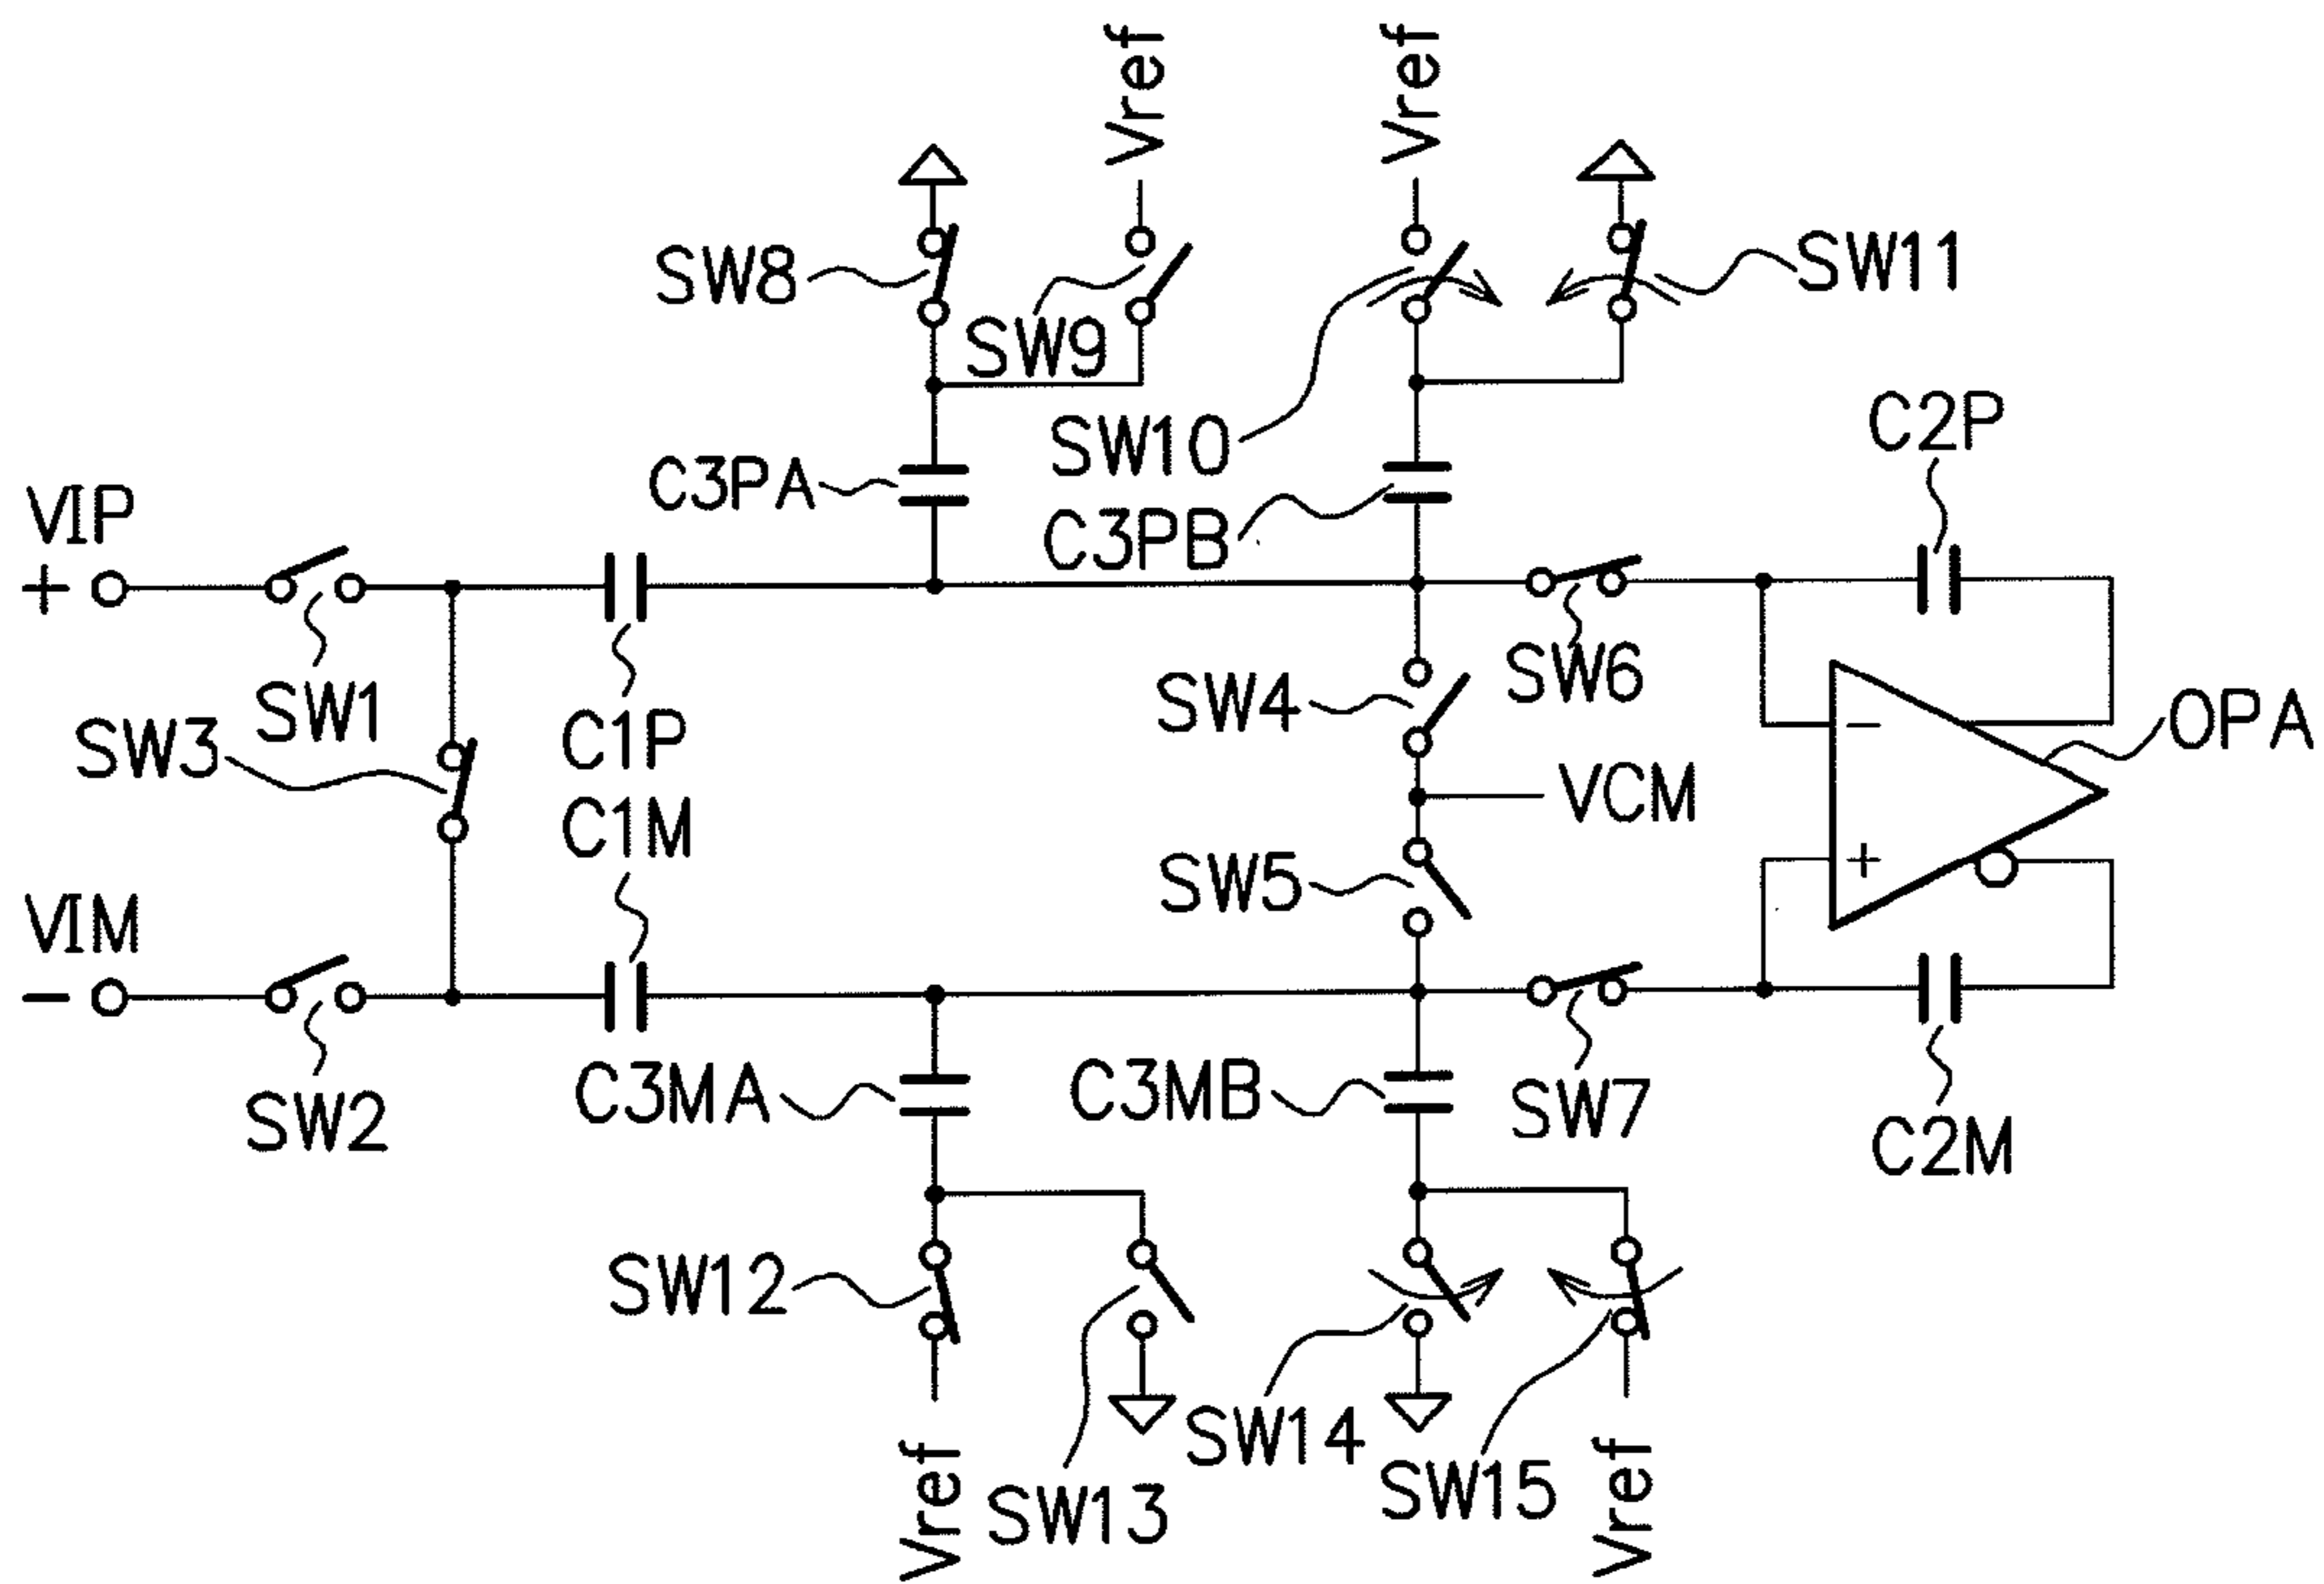 Vref
Vref
SW8
SW9
SW11
SW10
C2P
C3PA
C3PB
VIP
+
SW1
SW3
C1P
C1M
SW4
SW6
OPA
−
VCM
SW5
+
VIM
−
SW2
C3MA
C3MB
SW7
C2M
SW12
SW13
SW14
SW15
Vref
Vref